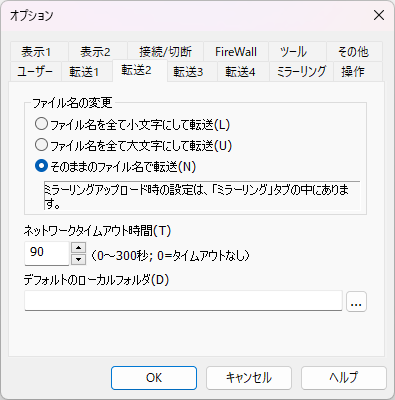 オプション
表示1 表示2 接続/切断 FireWall ツール その他
ユーザー 転送1 転送2 転送3 転送4 ミラーリング 操作
ファイル名の変更
ファイル名を全て小文字にして転送(L)
ファイル名を全て大文字にして転送(U)
そのままのファイル名で転送(N)
ミラーリングアップロード時の設定は、「ミラーリング」タブの中にありま
す。
ネットワークタイムアウト時間(T)
90 (0～300秒; 0=タイムアウトなし)
デフォルトのローカルフォルダ(D)
...
OK キャンセル ヘルプ